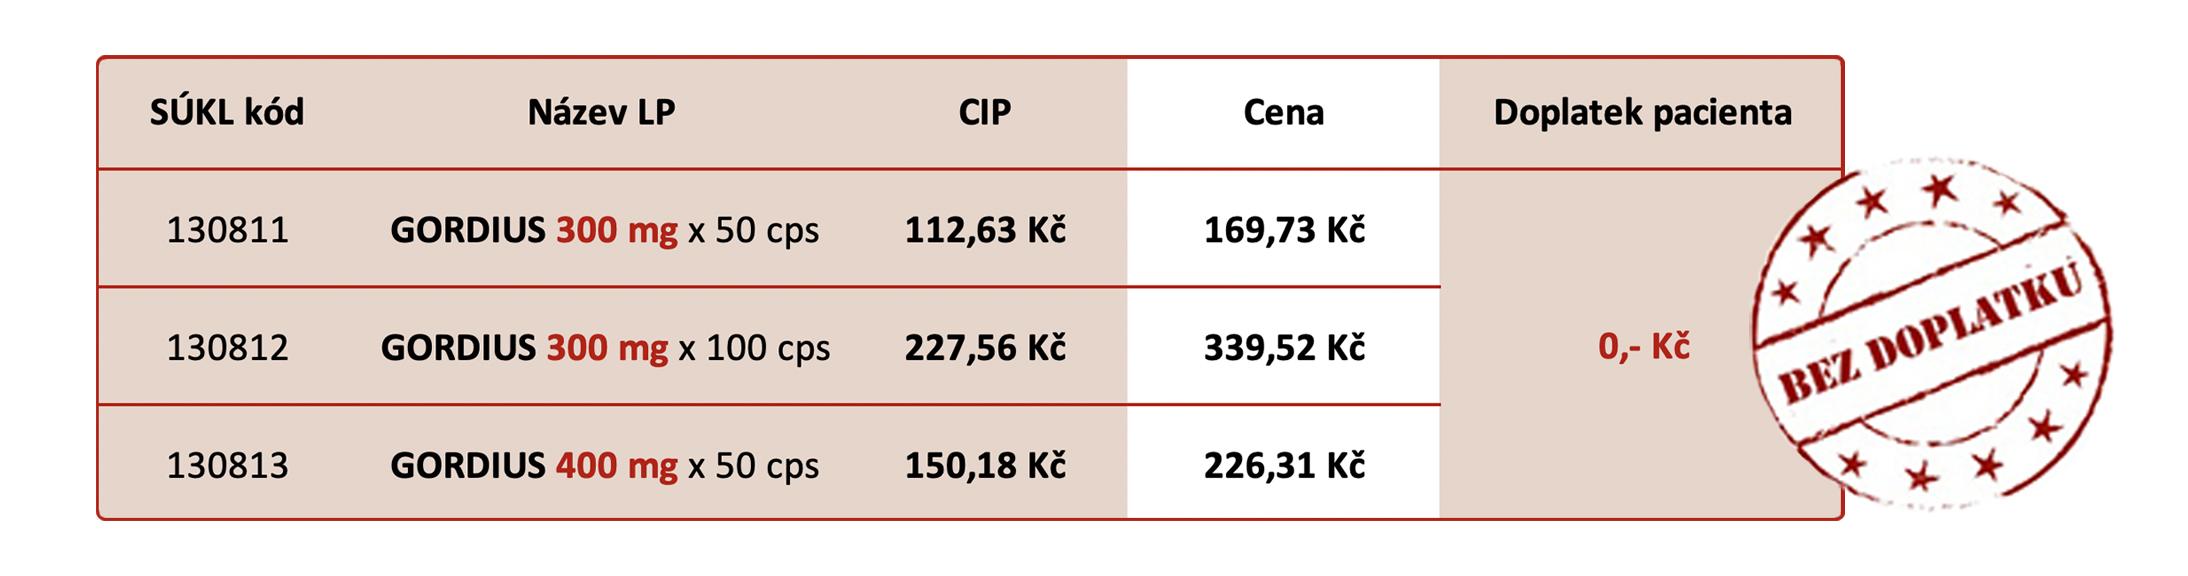 SÚKL kód Název LP CIP Cena Doplatek pacienta
130811 GORDIUS 300 mg x 50 cps 112,63 Kč 169,73 Kč
130812 GORDIUS 300 mg x 100 cps 227,56 Kč 339,52 Kč 0,- Kč
130813 GORDIUS 400 mg x 50 cps 150,18 Kč 226,31 Kč
BEZ DOPLATKŮ